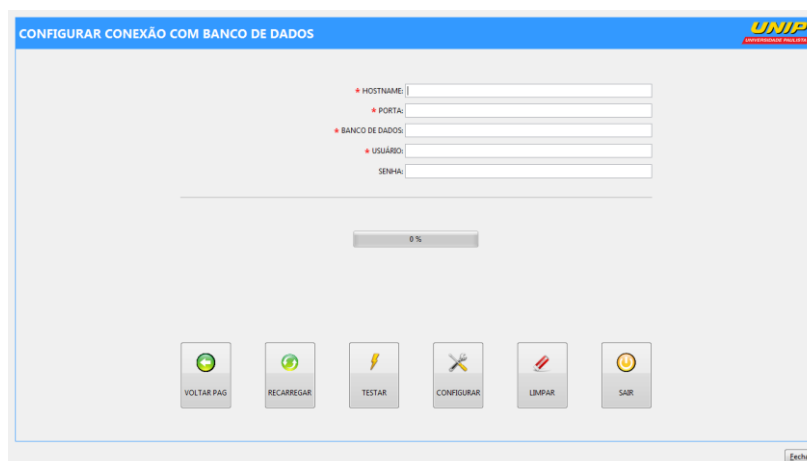 CONFIGURAR CONEXÃO COM BANCO DE DADOS
UNIP
UNIVERSIDADE PAULISTA
* HOSTNAME:
* PORTA:
* BANCO DE DADOS:
* USUÁRIO:
SENHA:
0 %
VOLTAR PAG RECARREGAR TESTAR CONFIGURAR LIMPAR SAIR
Fecha